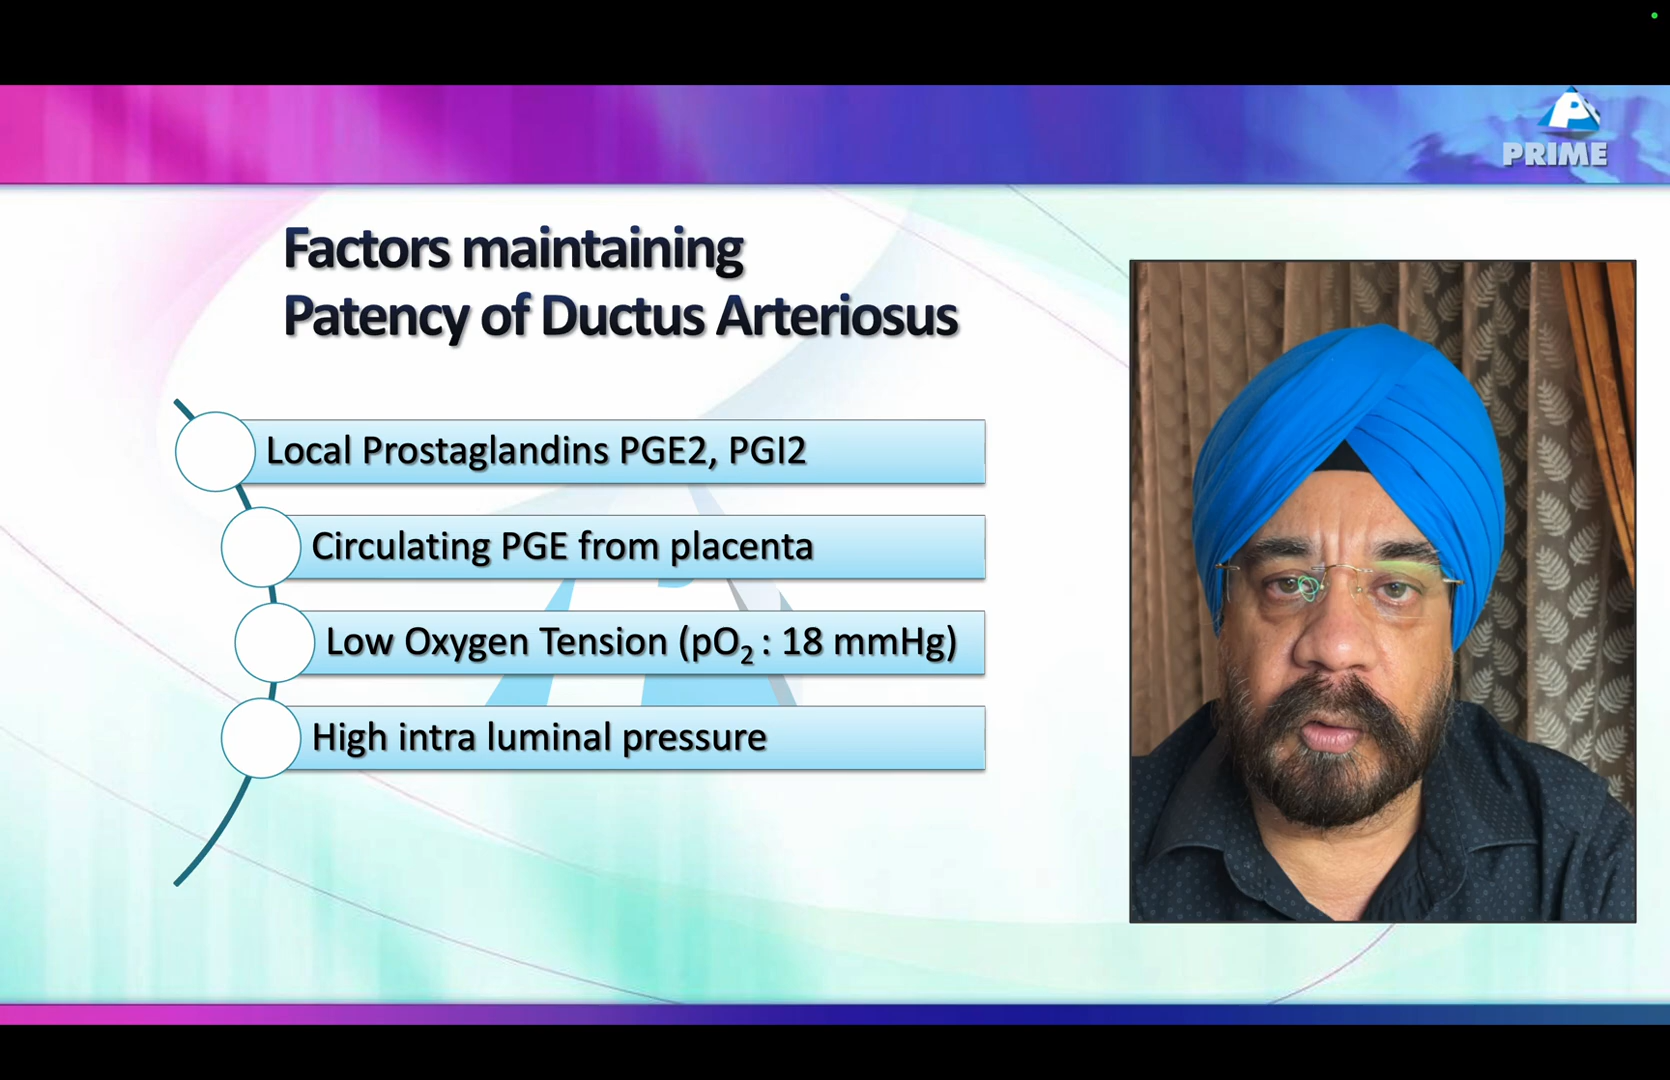 PRIME
Factors maintaining
Patency of Ductus Arteriosus
Local Prostaglandins PGE2, PGI2
Circulating PGE from placenta
Low Oxygen Tension (pO₂ : 18 mmHg)
High intra luminal pressure